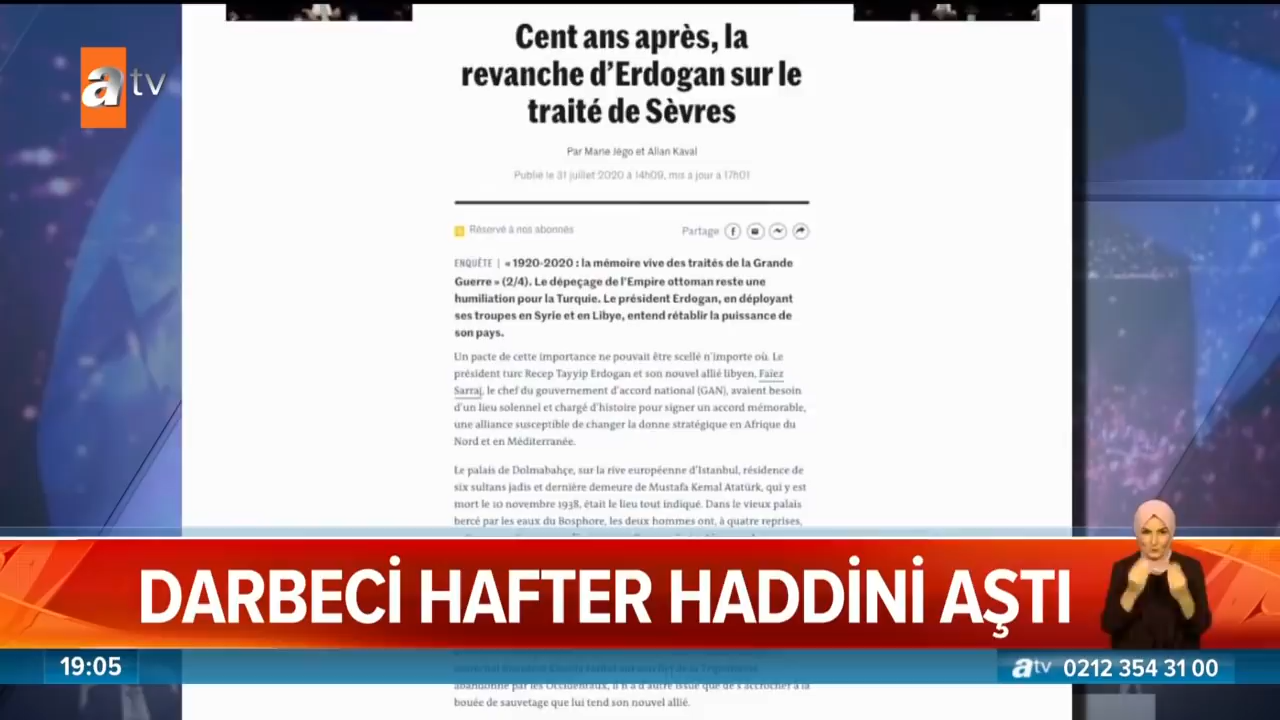 atv
Cent ans après, la
revanche d'Erdogan sur le
traité de Sèvres
Par Marie Jégo et Allan Kaval
Publié le 31 juillet 2020 à 14h09, mis à jour à 17h01
Réservé à nos abonnés
Partage
ENQUÊTE | « 1920-2020 : la mémoire vive des traités de la Grande
Guerre » (2/4). Le dépeçage de l'Empire ottoman reste une
humiliation pour la Turquie. Le président Erdogan, en déployant
ses troupes en Syrie et en Libye, entend rétablir la puissance de
son pays.
Un pacte de cette importance ne pouvait être scellé n'importe où. Le
président turc Recep Tayyip Erdogan et son nouvel allié libyen, Faïez
Sarraj, le chef du gouvernement d'accord national (GAN), avaient besoin
d'un lieu solennel et chargé d'histoire pour signer un accord mémorable,
une alliance susceptible de changer la donne stratégique en Afrique du
Nord et en Méditerranée.
Le palais de Dolmabahçe, sur la rive européenne d'Istanbul, résidence de
six sultans jadis et dernière demeure de Mustafa Kemal Atatürk, qui y est
mort le 10 novembre 1938, était le lieu tout indiqué. Dans le vieux palais
bercé par les eaux du Bosphore, les deux hommes ont, à quatre reprises,
DARBECİ HAFTER HADDİNİ AŞTI
19:05
atv 0212 354 31 00
abandonné par les Occidentaux, il n'a d'autre issue que de s'accrocher à la
bouée de sauvetage que lui tend son nouvel allié.